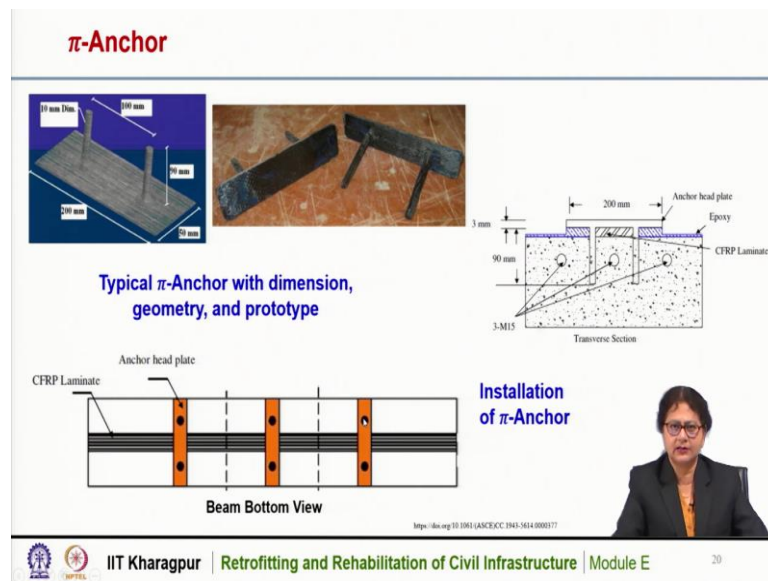 π-Anchor
10 mm Dim.
100 mm
90 mm
200 mm
50 mm
Typical π-Anchor with dimension,
geometry, and prototype
200 mm
Anchor head plate
3 mm
Epoxy
90 mm
CFRP Laminate
3-M15
Transverse Section
Anchor head plate
CFRP Laminate
Installation
of π-Anchor
Beam Bottom View
https://doi.org/10.1061/(ASCE)CC.1943-5614.0000377
NPTEL
IIT Kharagpur | Retrofitting and Rehabilitation of Civil Infrastructure | Module E
20